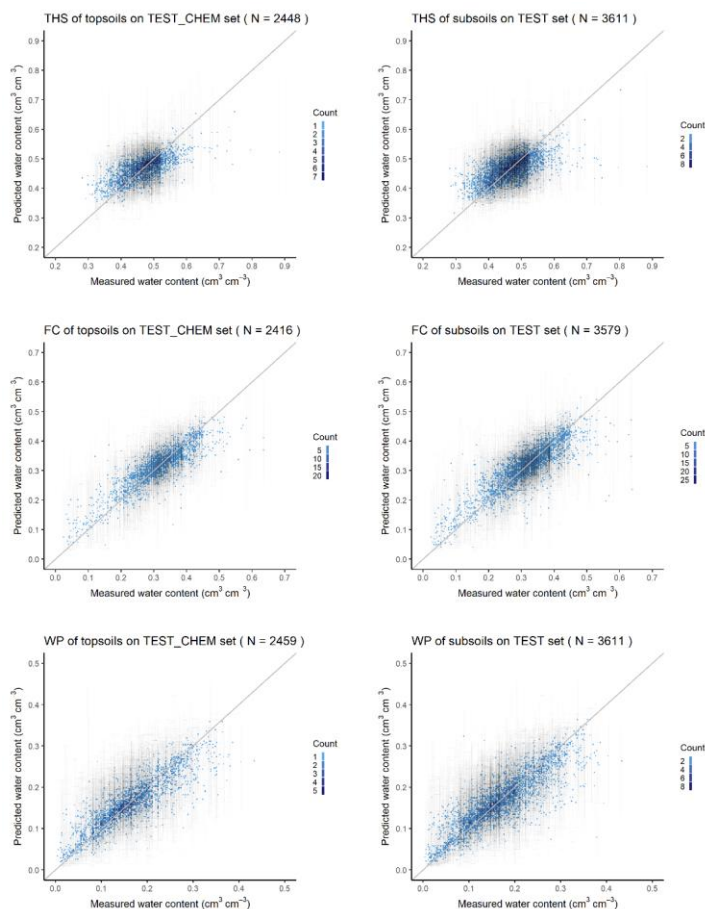 THS of topsoils on TEST_CHEM set ( N = 2448 )
Predicted water content (cm³ cm⁻³)
0.9
0.8
0.7
0.6
0.5
0.4
0.3
0.2
0.2 0.3 0.4 0.5 0.6 0.7 0.8 0.9
Measured water content (cm³ cm⁻³)
Count
1
2
3
4
5
6
7
THS of subsoils on TEST set ( N = 3611 )
Predicted water content (cm³ cm⁻³)
0.9
0.8
0.7
0.6
0.5
0.4
0.3
0.2
0.2 0.3 0.4 0.5 0.6 0.7 0.8 0.9
Measured water content (cm³ cm⁻³)
Count
2
4
6
8
FC of topsoils on TEST_CHEM set ( N = 2416 )
Predicted water content (cm³ cm⁻³)
0.7
0.6
0.5
0.4
0.3
0.2
0.1
0.0
0.0 0.1 0.2 0.3 0.4 0.5 0.6 0.7
Measured water content (cm³ cm⁻³)
Count
5
10
15
20
FC of subsoils on TEST set ( N = 3579 )
Predicted water content (cm³ cm⁻³)
0.7
0.6
0.5
0.4
0.3
0.2
0.1
0.0
0.0 0.1 0.2 0.3 0.4 0.5 0.6 0.7
Measured water content (cm³ cm⁻³)
Count
5
10
15
20
25
WP of topsoils on TEST_CHEM set ( N = 2459 )
Predicted water content (cm³ cm⁻³)
0.5
0.4
0.3
0.2
0.1
0.0
0.0 0.1 0.2 0.3 0.4 0.5
Measured water content (cm³ cm⁻³)
Count
1
2
3
4
5
WP of subsoils on TEST set ( N = 3611 )
Predicted water content (cm³ cm⁻³)
0.5
0.4
0.3
0.2
0.1
0.0
0.0 0.1 0.2 0.3 0.4 0.5
Measured water content (cm³ cm⁻³)
Count
2
4
6
8